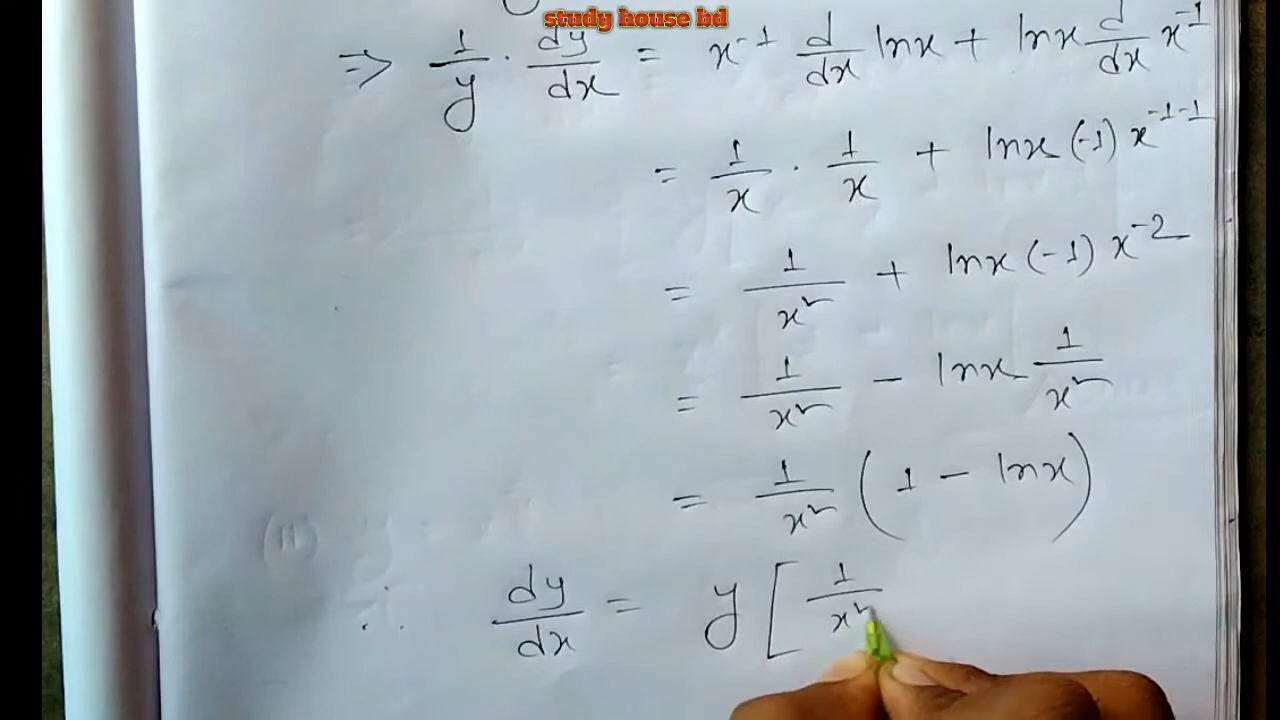 study house bd
⇒ 1/y · dy/dx = x⁻¹ d/dx lnx + lnx d/dx x⁻¹
= 1/x · 1/x + lnx (-1) x⁻¹⁻¹
= 1/x² + lnx (-1) x⁻²
= 1/x² - lnx 1/x²
= 1/x² (1 - lnx)
(11)
∴ dy/dx = y [ 1/x²